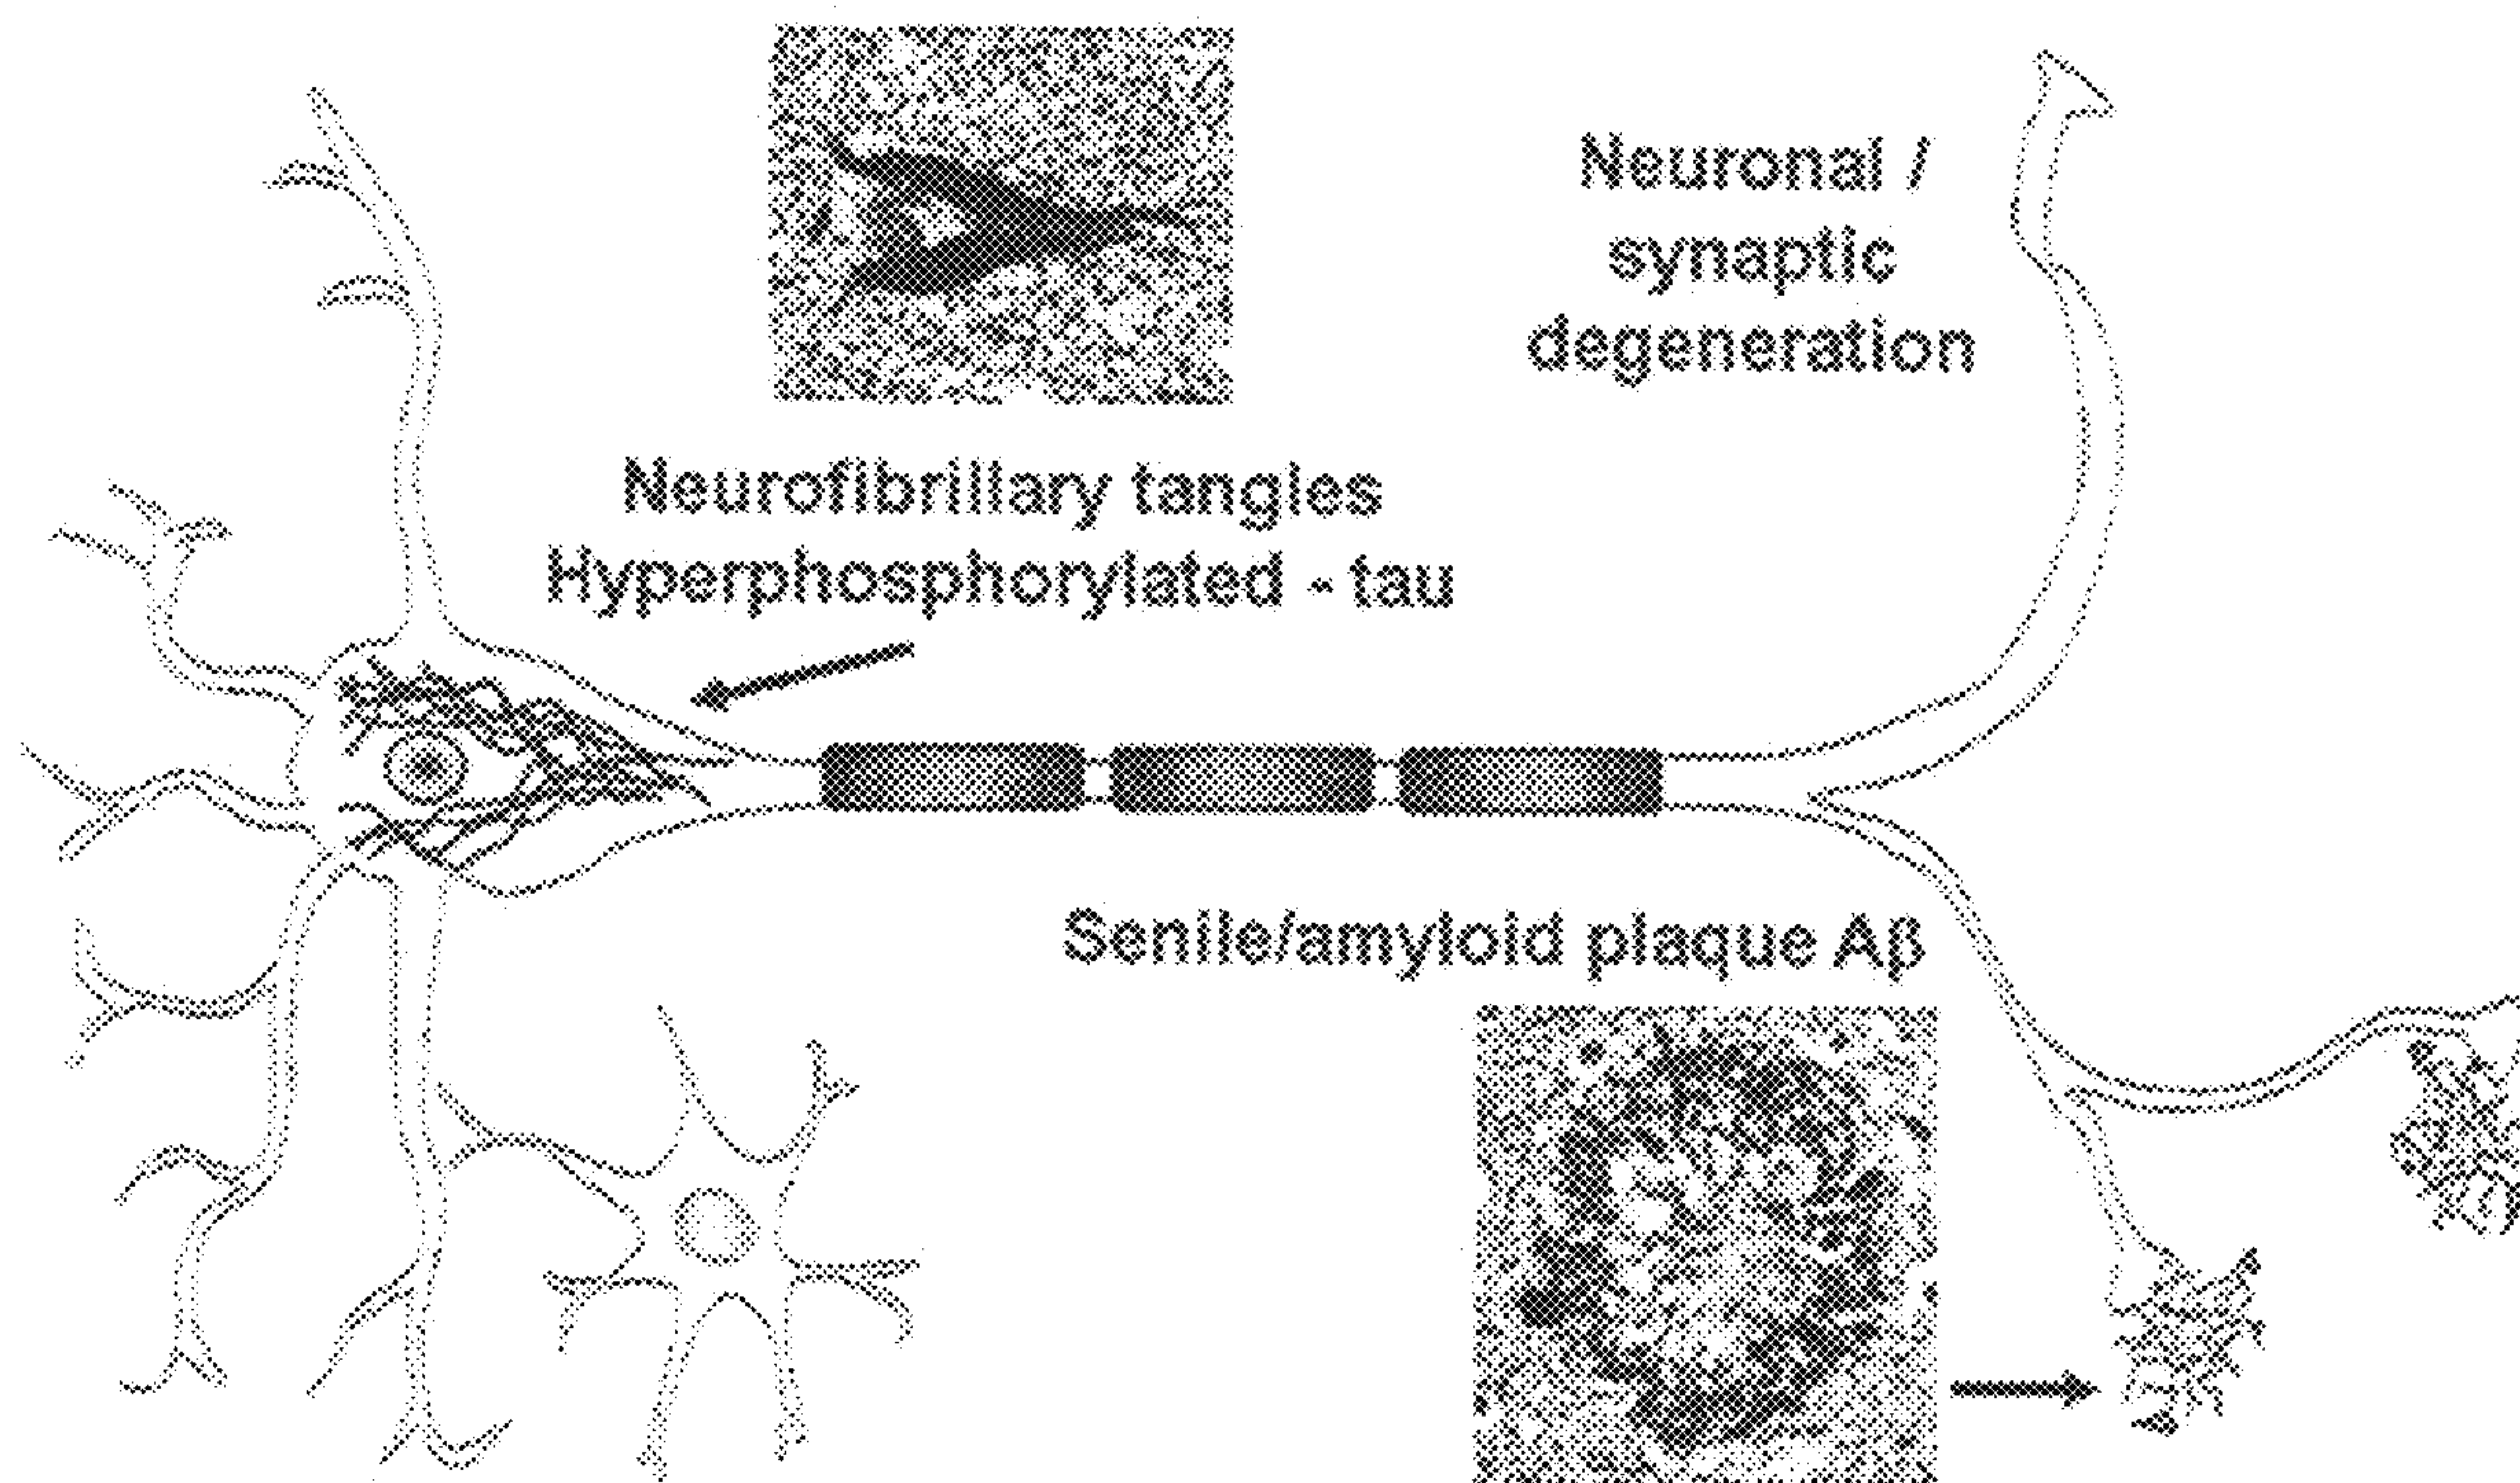 Neuronal /
synaptic
degeneration
Neurofibrillary tangles
Hyperphosphorylated - tau
Senile/amyloid plaque Aβ